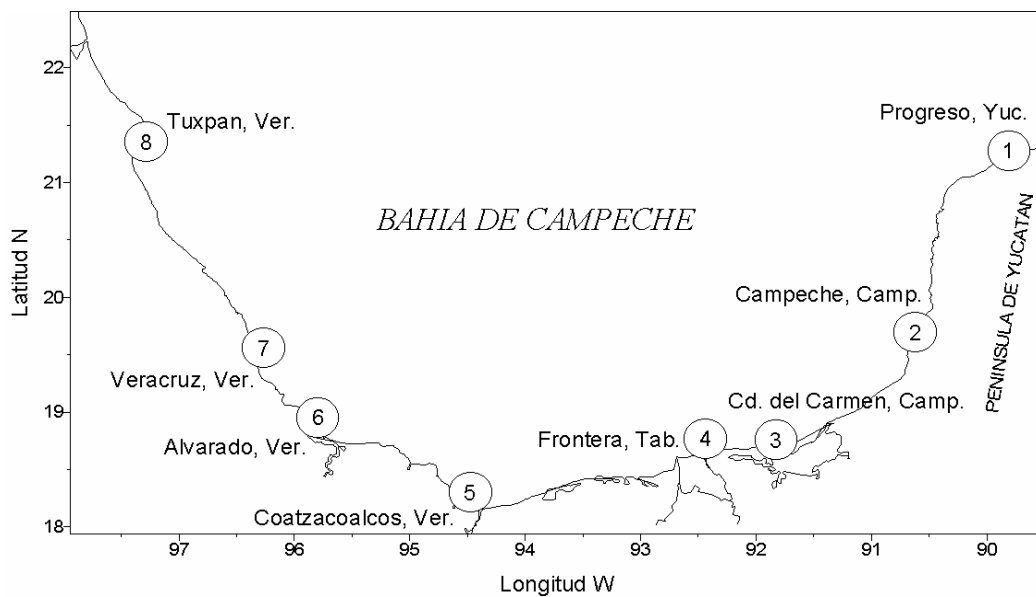 22
Tuxpan, Ver.
Progreso, Yuc.
8
1
21
BAHIA DE CAMPECHE
PENINSULA DE YUCATAN
Latitud N
20
Campeche, Camp.
2
7
Veracruz, Ver.
Cd. del Carmen, Camp.
19
6
Alvarado, Ver.
Frontera, Tab.
4
3
5
Coatzacoalcos, Ver.
18
97
96
95
94
93
92
91
90
Longitud W